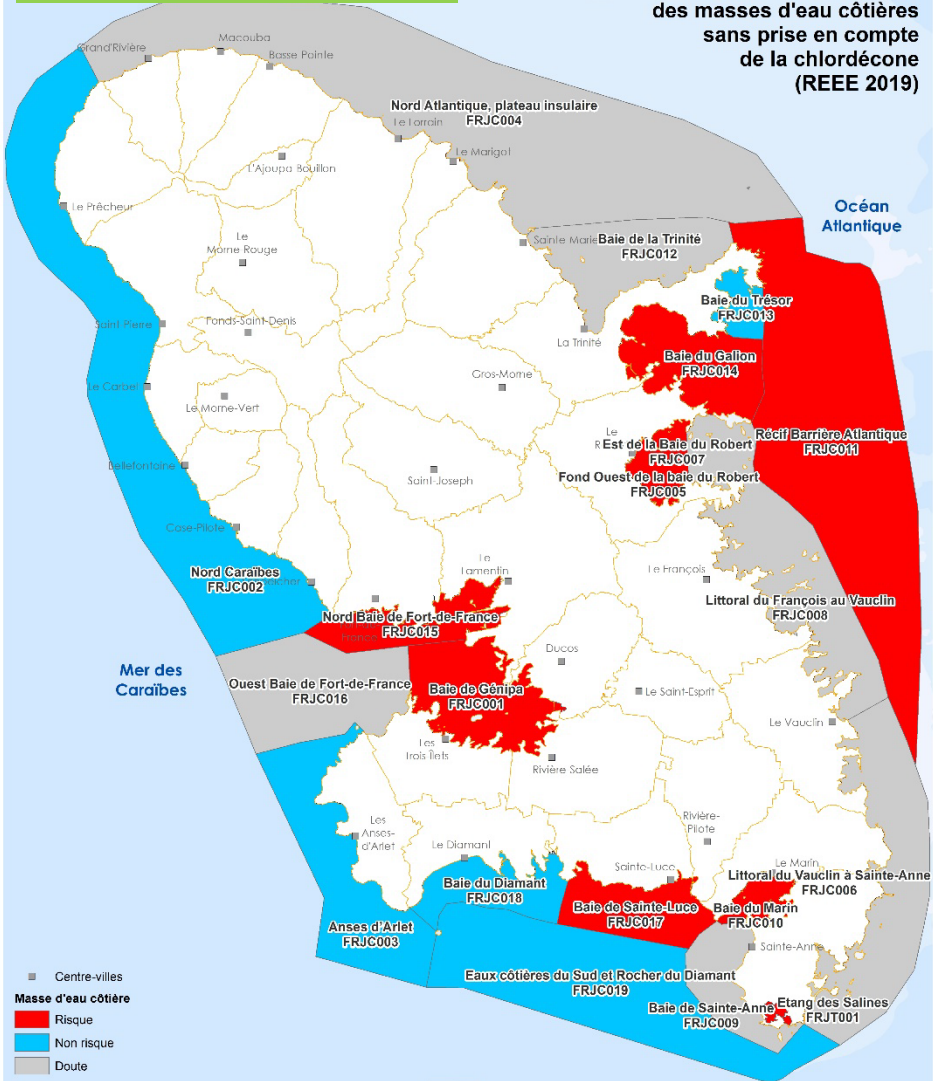 des masses d'eau côtières
sans prise en compte
de la chlordécone
(REEE 2019)
Grand'Rivière
Macouba
Basse Pointe
Nord Atlantique, plateau insulaire
FRJC004
Le Lorrain
Le Marigot
L'Ajoupa Bouillon
Le Prêcheur
Océan
Atlantique
Le
Morne Rouge
Sainte Marie
Baie de la Trinité
FRJC012
Baie du Trésor
FRJC013
Saint Pierre
Fonds-Saint-Denis
La Trinité
Baie du Galion
FRJC014
Gros-Morne
Le Carbet
Le Morne-Vert
Récif Barrière Atlantique
FRJC011
Le
Est de la Baie du Robert
FRJC007
Bellefontaine
Saint-Joseph
Fond Ouest de la baie du Robert
FRJC005
Case-Pilote
Le
Lamentin
Le François
Nord Caraïbes
FRJC002
Littoral du François au Vauclin
FRJC008
Nord Baie de Fort-de-France
FRJC015
France
Mer des
Caraïbes
Ducos
Ouest Baie de Fort-de-France
FRJC016
Baie de Génipa
FRJC001
Le Saint-Esprit
Le Vauclin
Les
Trois Îlets
Rivière Salée
Les
Anses-
d'Arlet
Le Diamant
Rivière-
Pilote
Sainte-Luce
Le Marin
Littoral du Vauclin à Sainte-Anne
FRJC006
Baie du Diamant
FRJC018
Baie de Sainte-Luce
FRJC017
Baie du Marin
FRJC010
Anses d'Arlet
FRJC003
Sainte-Anne
Eaux côtières du Sud et Rocher du Diamant
FRJC019
Baie de Sainte-Anne
FRJC009
Etang des Salines
FRJT001
Centre-villes
Masse d'eau côtière
Risque
Non risque
Doute